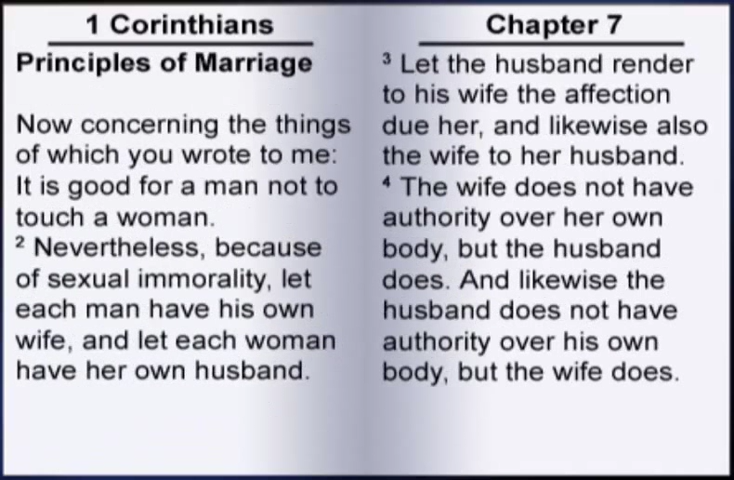 1 Corinthians
Principles of Marriage
Now concerning the things
of which you wrote to me:
It is good for a man not to
touch a woman.
² Nevertheless, because
of sexual immorality, let
each man have his own
wife, and let each woman
have her own husband.
Chapter 7
³ Let the husband render
to his wife the affection
due her, and likewise also
the wife to her husband.
⁴ The wife does not have
authority over her own
body, but the husband
does. And likewise the
husband does not have
authority over his own
body, but the wife does.